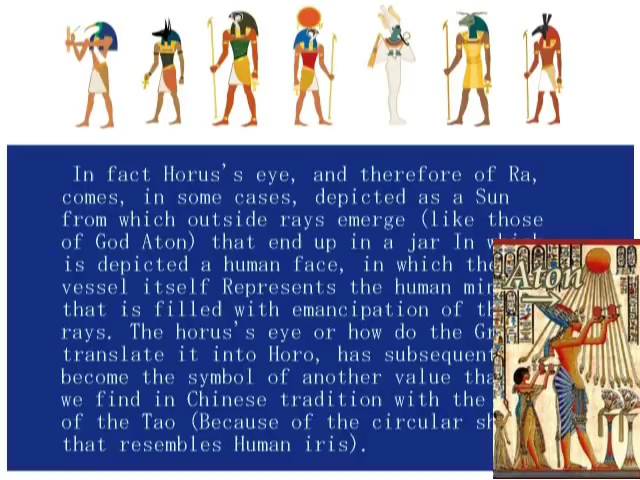 In fact Horus's eye, and therefore of Ra,
comes, in some cases, depicted as a Sun
from which outside rays emerge (like those
of God Aton) that end up in a jar In
is depicted a human face, in which
vessel itself Represents the human
that is filled with emancipation of
rays. The horus's eye or how do the
translate it into Horo, has
become the symbol of another value
we find in Chinese tradition with the
of the Tao (Because of the circular
that resembles Human iris).
Aton